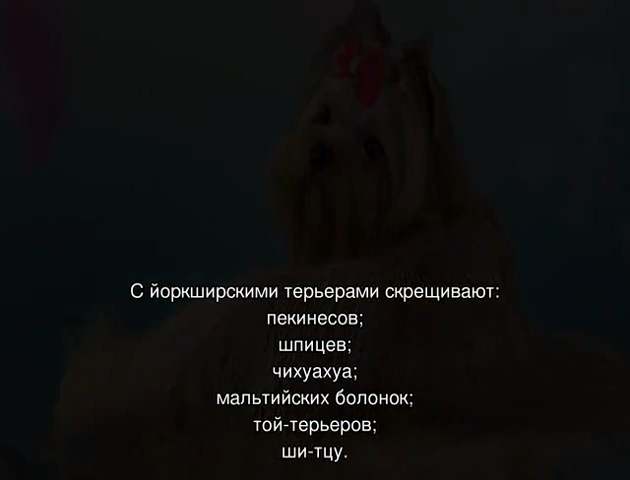 С йоркширскими терьерами скрещивают:
пекинесов;
шпицев;
чихуахуа;
мальтийских болонок;
той-терьеров;
ши-тцу.